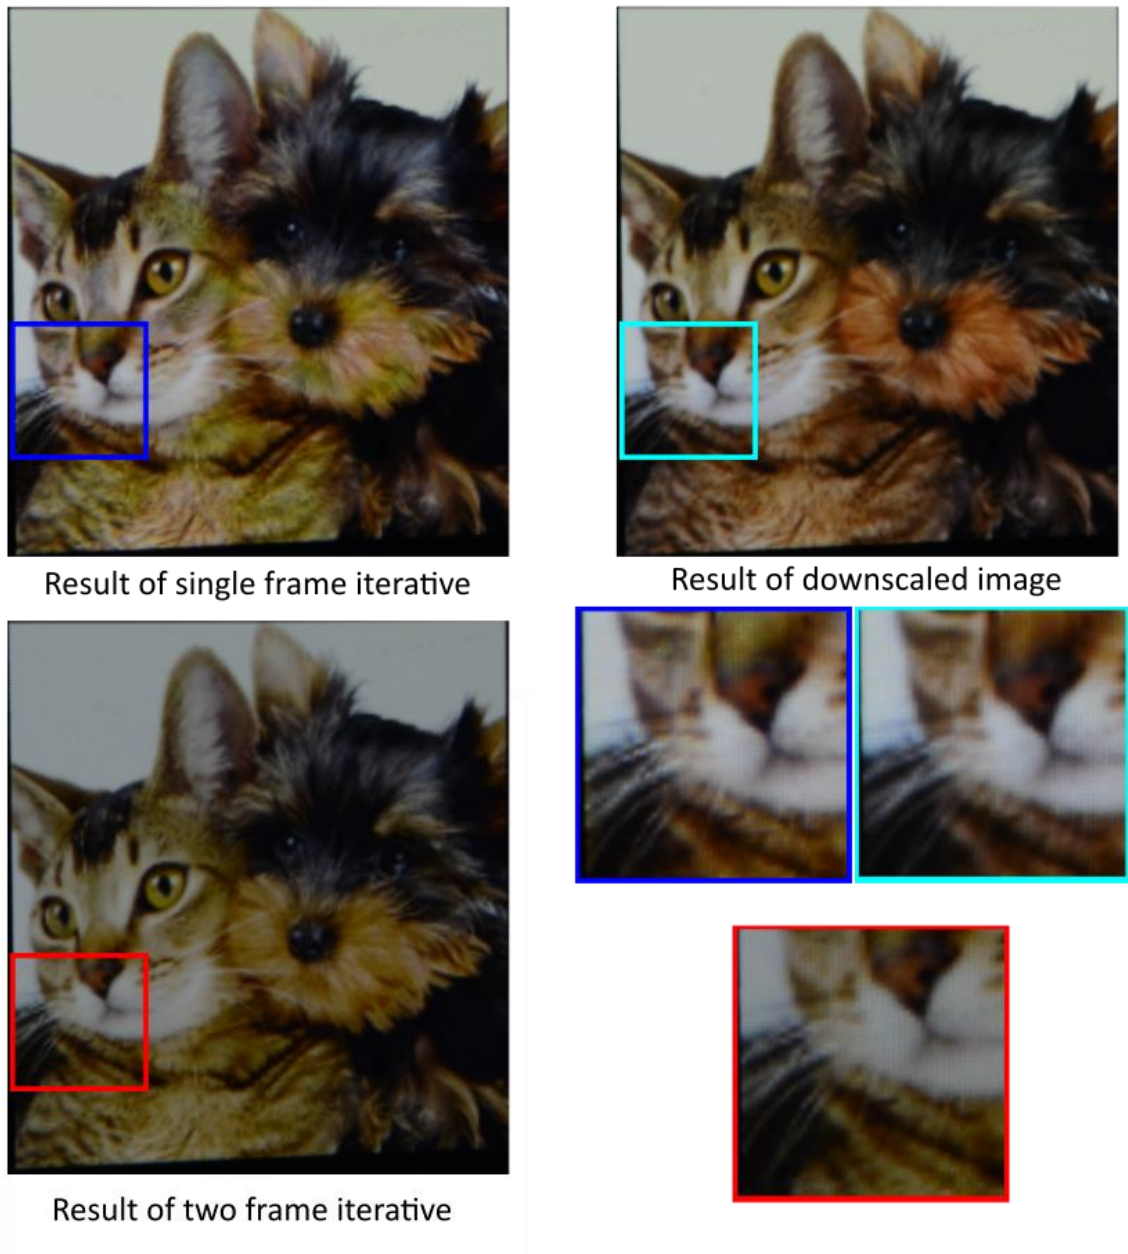 Result of single frame iterative
Result of downscaled image
Result of two frame iterative